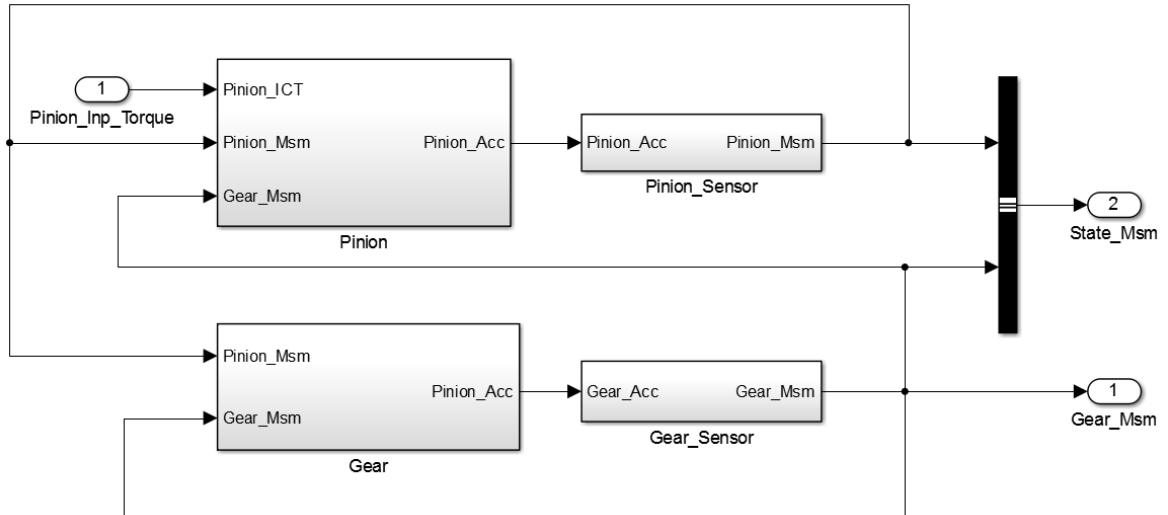 1
Pinion_Inp_Torque
Pinion_ICT
Pinion_Msm
Gear_Msm
Pinion_Acc
Pinion
Pinion_Acc
Pinion_Msm
Pinion_Sensor
2
State_Msm
Pinion_Msm
Gear_Msm
Pinion_Acc
Gear
Gear_Acc
Gear_Msm
Gear_Sensor
1
Gear_Msm